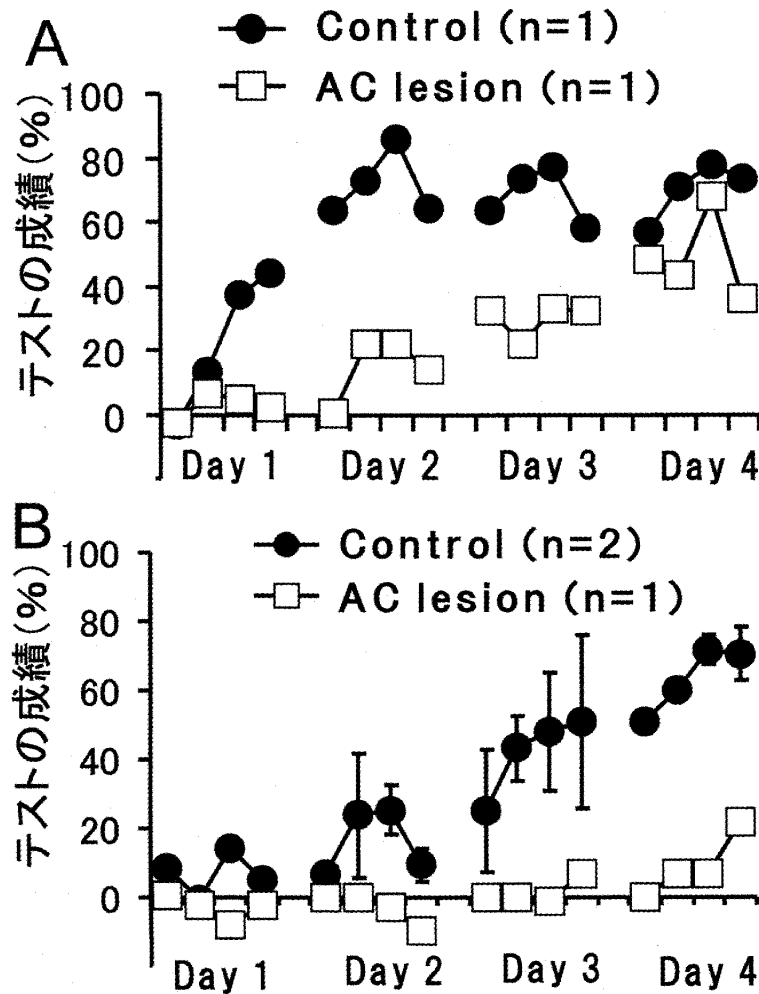 A
Control (n=1)
AC lesion (n=1)
テストの成績(%)
100
80
60
40
20
0
Day 1
Day 2
Day 3
Day 4
B
Control (n=2)
AC lesion (n=1)
テストの成績(%)
100
80
60
40
20
0
Day 1
Day 2
Day 3
Day 4